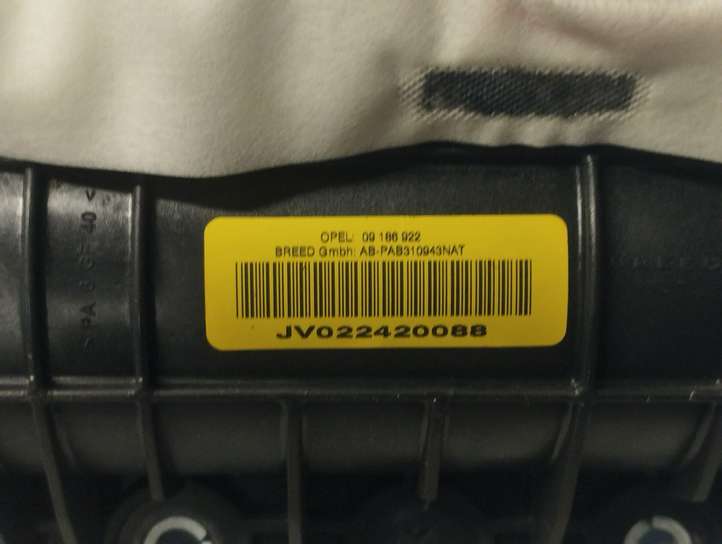 OPEL: 09 186 922
BREED Gmbh: AB-PAB310943NAT
JV022420088